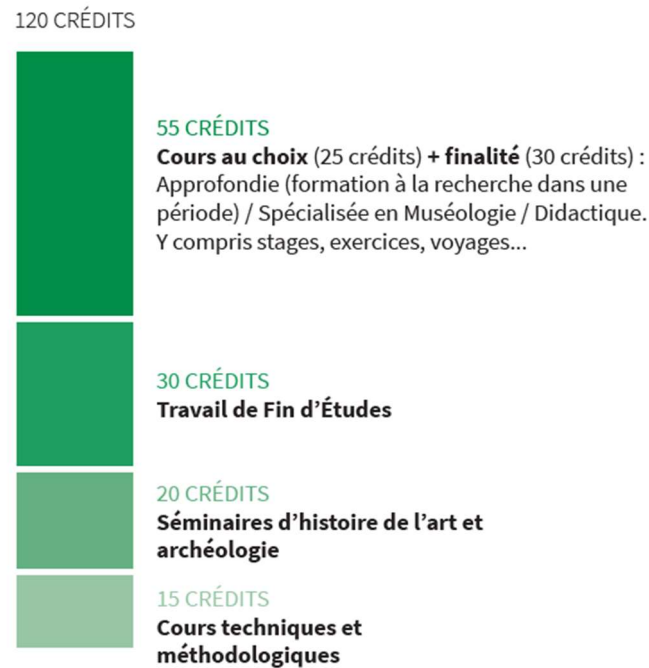 120 CRÉDITS
55 CRÉDITS
Cours au choix (25 crédits) + finalité (30 crédits) :
Approfondie (formation à la recherche dans une
période) / Spécialisée en Muséologie / Didactique.
Y compris stages, exercices, voyages...
30 CRÉDITS
Travail de Fin d’Études
20 CRÉDITS
Séminaires d’histoire de l’art et
archéologie
15 CRÉDITS
Cours techniques et
méthodologiques